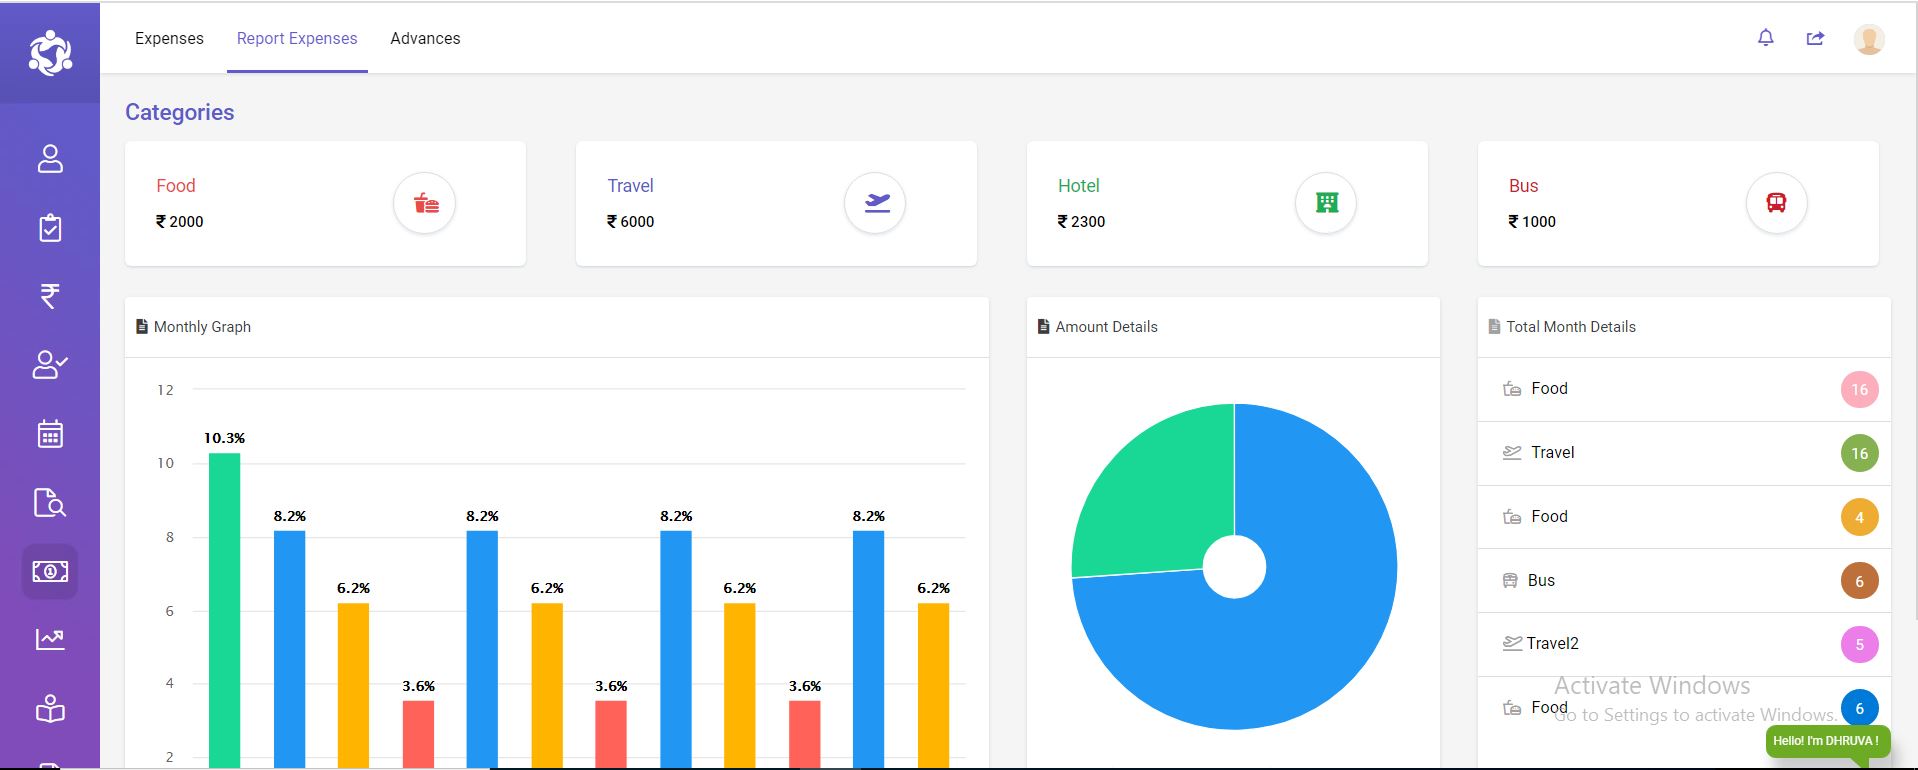 Expenses
Report Expenses
Advances
Categories
Food
₹ 2000
Travel
₹ 6000
Hotel
₹ 2300
Bus
₹ 1000
Monthly Graph
12
10
8
6
4
2
10.3%
8.2%
6.2%
3.6%
8.2%
6.2%
3.6%
8.2%
6.2%
3.6%
8.2%
6.2%
Amount Details
Total Month Details
Food 16
Travel 16
Food 4
Bus 6
Travel2 5
Food 6
Activate Windows
Go to Settings to activate Windows.
Hello! I'm DHRUVA !